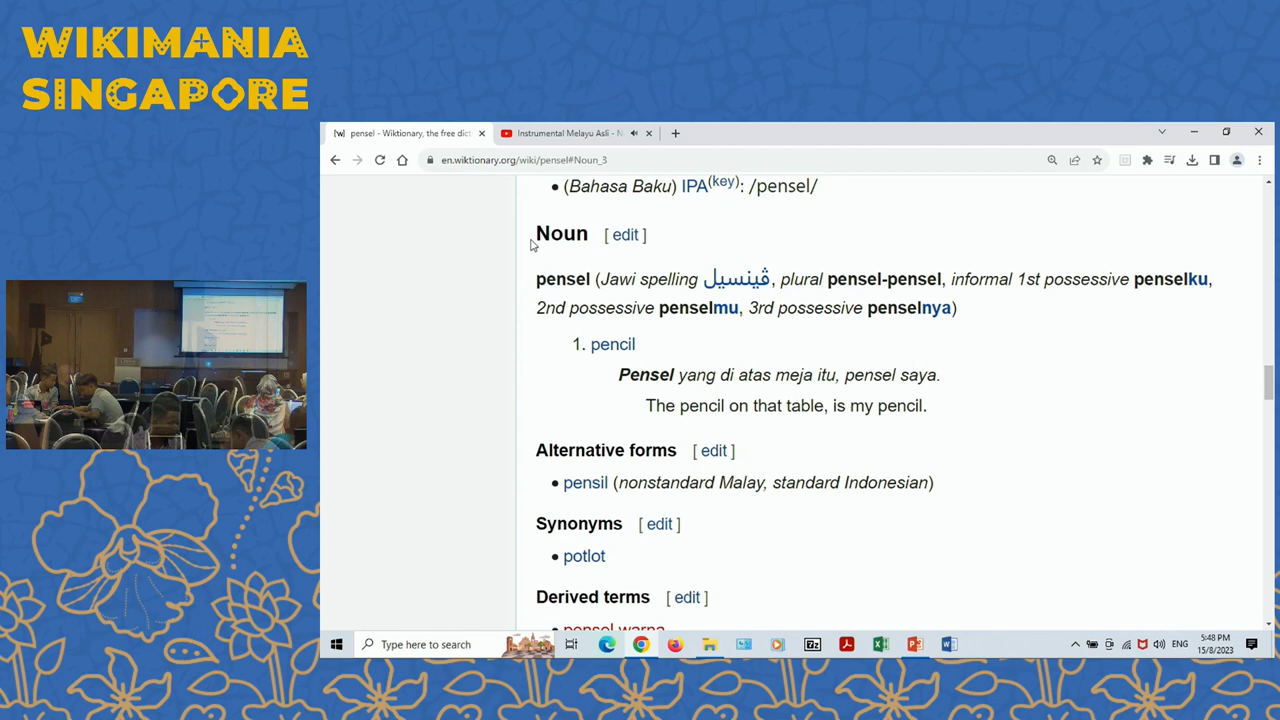 WIKIMANIA
SINGAPORE
[w] pensel - Wiktionary, the free dict
Instrumental Melayu Asli - N
en.wiktionary.org/wiki/pensel#Noun_3
• (Bahasa Baku) IPA(key): /pensel/
Noun [ edit ]
pensel (Jawi spelling ڤينسيل, plural pensel-pensel, informal 1st possessive penselku,
2nd possessive penselmu, 3rd possessive penselnya)
1. pencil
Pensel yang di atas meja itu, pensel saya.
The pencil on that table, is my pencil.
Alternative forms [ edit ]
• pensil (nonstandard Malay, standard Indonesian)
Synonyms [ edit ]
• potlot
Derived terms [ edit ]
• pensel warna
Type here to search
7z
ENG
5:48 PM
15/8/2023